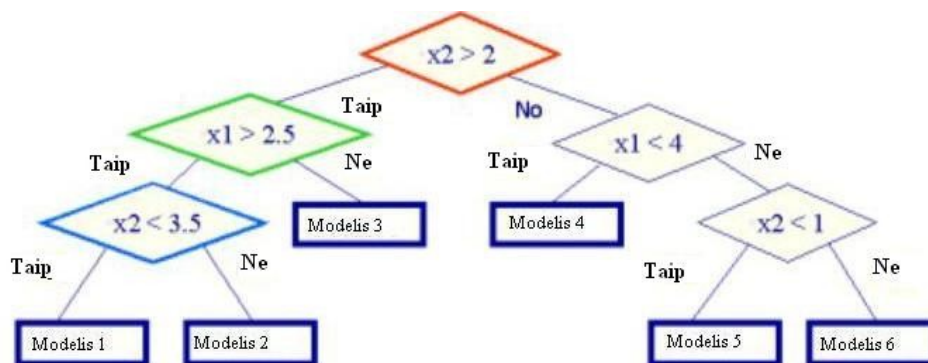 x2 > 2
Taip
No
x1 > 2.5
x1 < 4
Taip
Ne
Taip
Ne
x2 < 3.5
Modelis 3
Modelis 4
x2 < 1
Taip
Ne
Taip
Ne
Modelis 1
Modelis 2
Modelis 5
Modelis 6